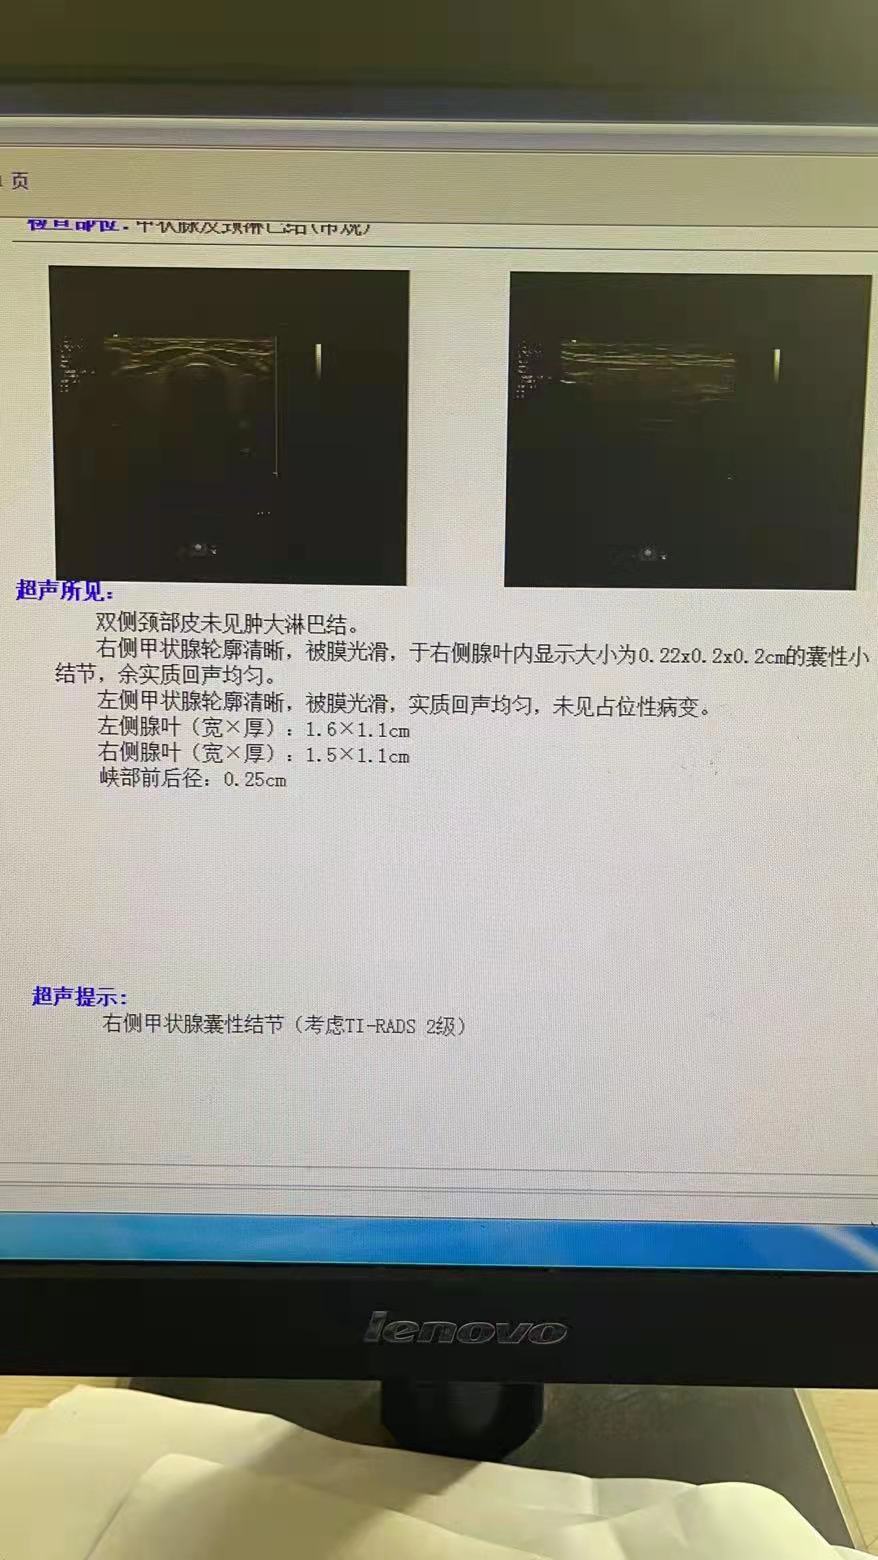 页
检查部位:甲状腺及颈淋巴结(常规)
超声所见:
双侧颈部皮未见肿大淋巴结。
右侧甲状腺轮廓清晰，被膜光滑，于右侧腺叶内显示大小为0.22x0.2x0.2cm的囊性小
结节，余实质回声均匀。
左侧甲状腺轮廓清晰，被膜光滑，实质回声均匀，未见占位性病变。
左侧腺叶（宽×厚）: 1.6×1.1cm
右侧腺叶（宽×厚）: 1.5×1.1cm
峡部前后径: 0.25cm
超声提示:
右侧甲状腺囊性结节（考虑TI-RADS 2级）
lenovo